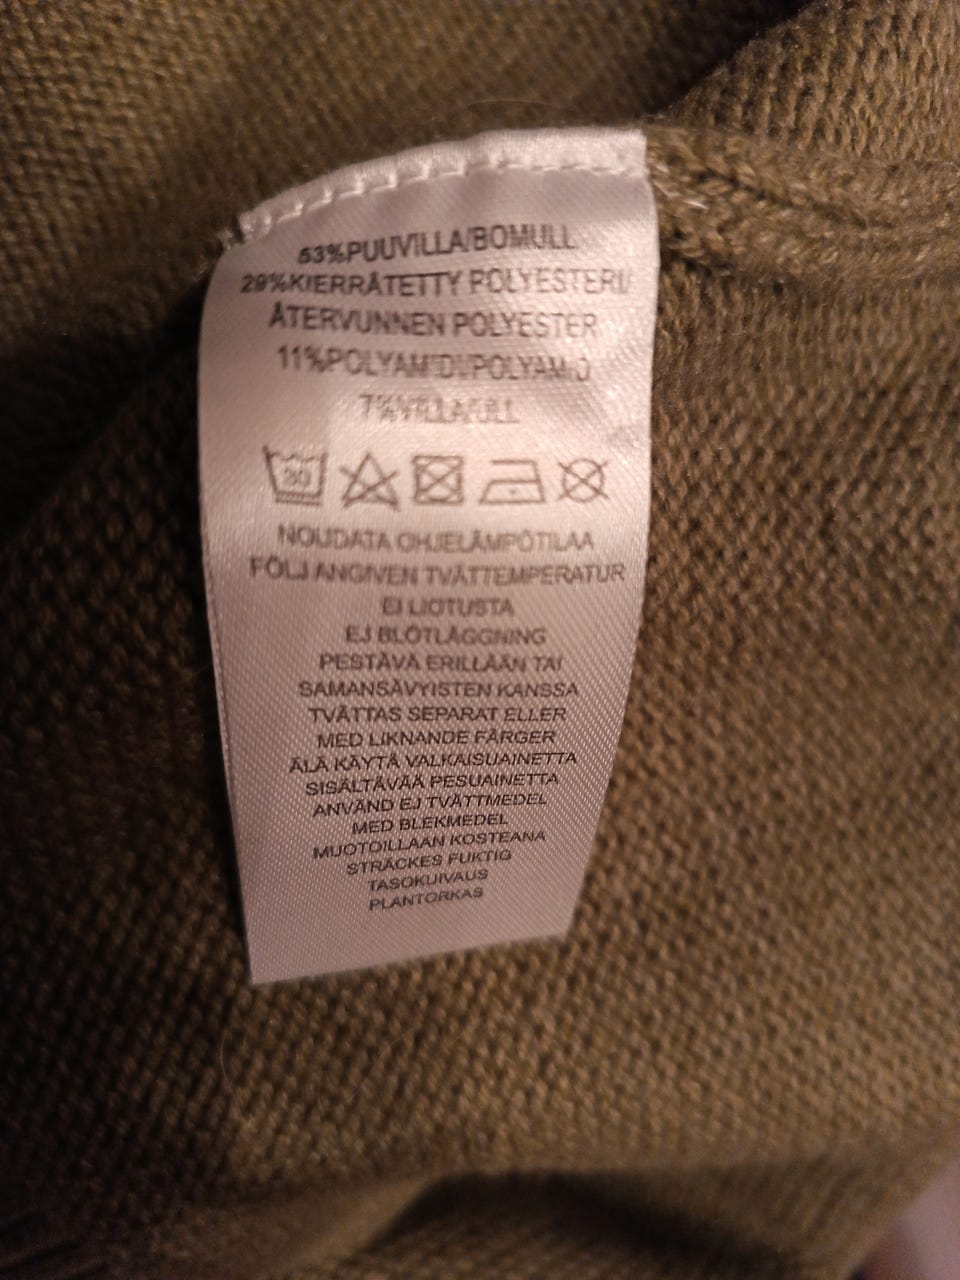 53%PUUVILLA/BOMULL
29%KIERRÄTETTY POLYESTERI/
ÅTERVUNNEN POLYESTER
11%POLYAMIDI/POLYAMID
7%VILLA/ULL
30
NOUDATA OHJELÄMPÖTILAA
FÖLJ ANGIVEN TVÄTTEMPERATUR
EI LIOTUSTA
EJ BLÖTLÄGGNING
PESTÄVÄ ERILLÄÄN TAI
SAMANSÄVYISTEN KANSSA
TVÄTTAS SEPARAT ELLER
MED LIKNANDE FÄRGER
ÄLÄ KÄYTÄ VALKAISUAINETTA
SISÄLTÄVÄÄ PESUAINETTA
ANVÄND EJ TVÄTTMEDEL
MED BLEKMEDEL
MUOTOILLAAN KOSTEANA
STRÄCKES FUKTIG
TASOKUIVAUS
PLANTORKAS